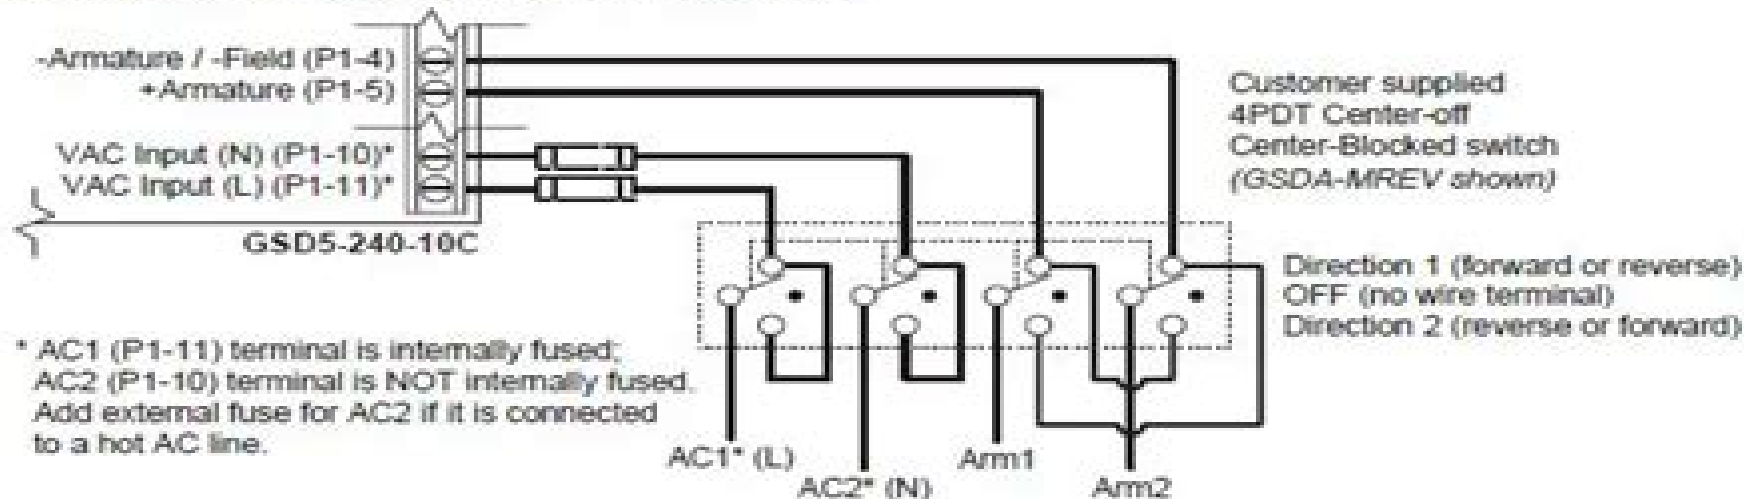 -Armature / -Field (P1-4)
+Armature (P1-5)
VAC Input (N) (P1-10)*
VAC Input (L) (P1-11)*
GSD5-240-10C
Customer supplied
4PDT Center-off
Center-Blocked switch
(GSDA-MREV shown)
Direction 1 (forward or reverse)
OFF (no wire terminal)
Direction 2 (reverse or forward)
* AC1 (P1-11) terminal is internally fused;
AC2 (P1-10) terminal is NOT internally fused.
Add external fuse for AC2 if it is connected
to a hot AC line.
AC1* (L)
AC2* (N)
Arm1
Arm2